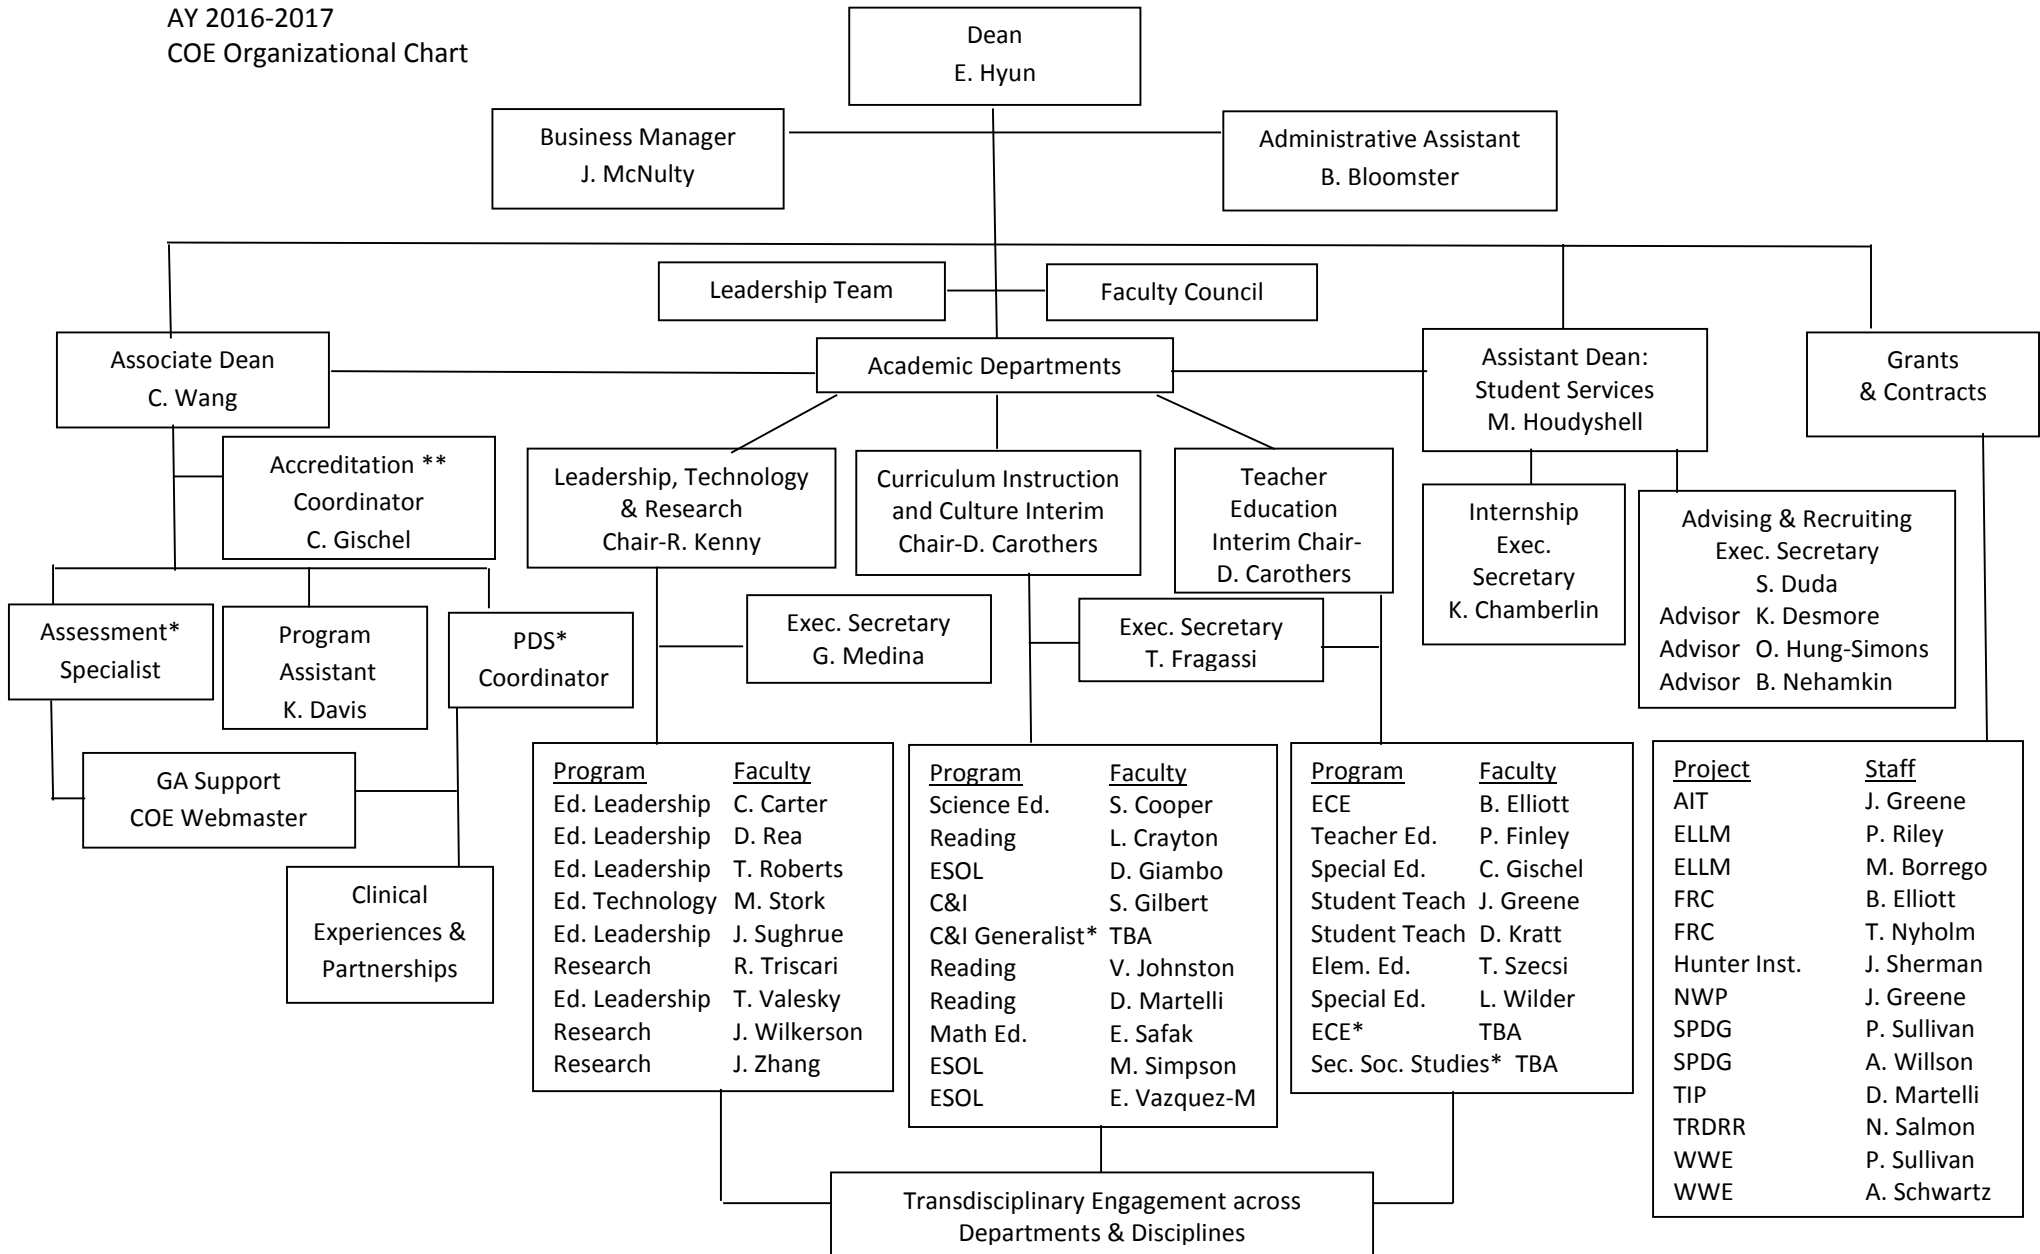 AY 2016-2017
COE Organizational Chart
Dean
E. Hyun
Business Manager
J. McNulty
Administrative Assistant
B. Bloomster
Leadership Team
Faculty Council
Associate Dean
C. Wang
Academic Departments
Assistant Dean:
Student Services
M. Houdyshell
Grants
& Contracts
Accreditation **
Coordinator
C. Gischel
Leadership, Technology
& Research
Chair-R. Kenny
Curriculum Instruction
and Culture Interim
Chair-D. Carothers
Teacher
Education
Interim Chair-
D. Carothers
Internship
Exec.
Secretary
K. Chamberlin
Advising & Recruiting
Exec. Secretary
S. Duda
Advisor K. Desmore
Advisor O. Hung-Simons
Advisor B. Nehamkin
Assessment*
Specialist
Program
Assistant
K. Davis
PDS*
Coordinator
Exec. Secretary
G. Medina
Exec. Secretary
T. Fragassi
GA Support
COE Webmaster
Clinical
Experiences &
Partnerships
Program Faculty
Ed. Leadership C. Carter
Ed. Leadership D. Rea
Ed. Leadership T. Roberts
Ed. Technology M. Stork
Ed. Leadership J. Sughrue
Research R. Triscari
Ed. Leadership T. Valesky
Research J. Wilkerson
Research J. Zhang
Program Faculty
Science Ed. S. Cooper
Reading L. Crayton
ESOL D. Giambo
C&I S. Gilbert
C&I Generalist* TBA
Reading V. Johnston
Reading D. Martelli
Math Ed. E. Safak
ESOL M. Simpson
ESOL E. Vazquez-M
Program Faculty
ECE B. Elliott
Teacher Ed. P. Finley
Special Ed. C. Gischel
Student Teach J. Greene
Student Teach D. Kratt
Elem. Ed. T. Szecsi
Special Ed. L. Wilder
ECE* TBA
Sec. Soc. Studies* TBA
Project Staff
AIT J. Greene
ELLM P. Riley
ELLM M. Borrego
FRC B. Elliott
FRC T. Nyholm
Hunter Inst. J. Sherman
NWP J. Greene
SPDG P. Sullivan
SPDG A. Willson
TIP D. Martelli
TRDRR N. Salmon
WWE P. Sullivan
WWE A. Schwartz
Transdisciplinary Engagement across
Departments & Disciplines